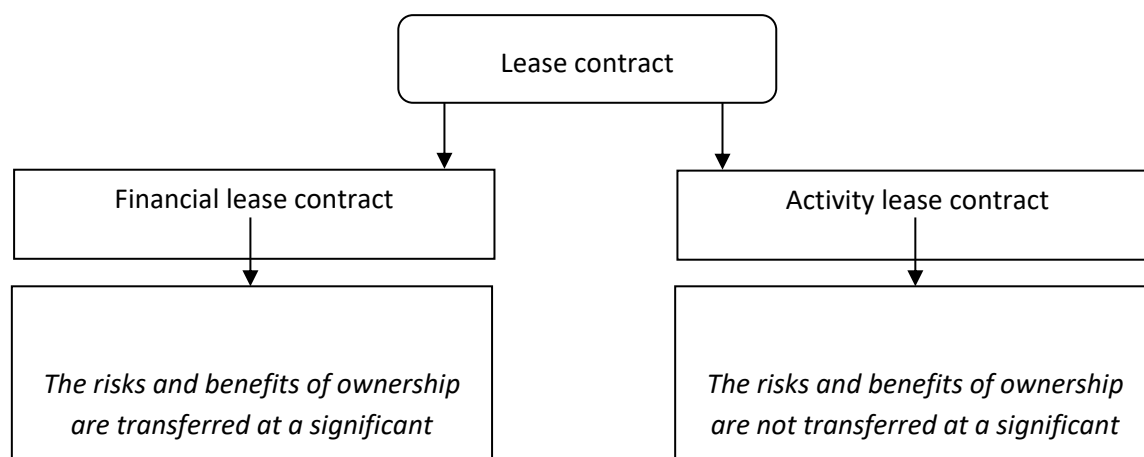 Lease contract
Financial lease contract
Activity lease contract
The risks and benefits of ownership
are transferred at a significant
The risks and benefits of ownership
are not transferred at a significant